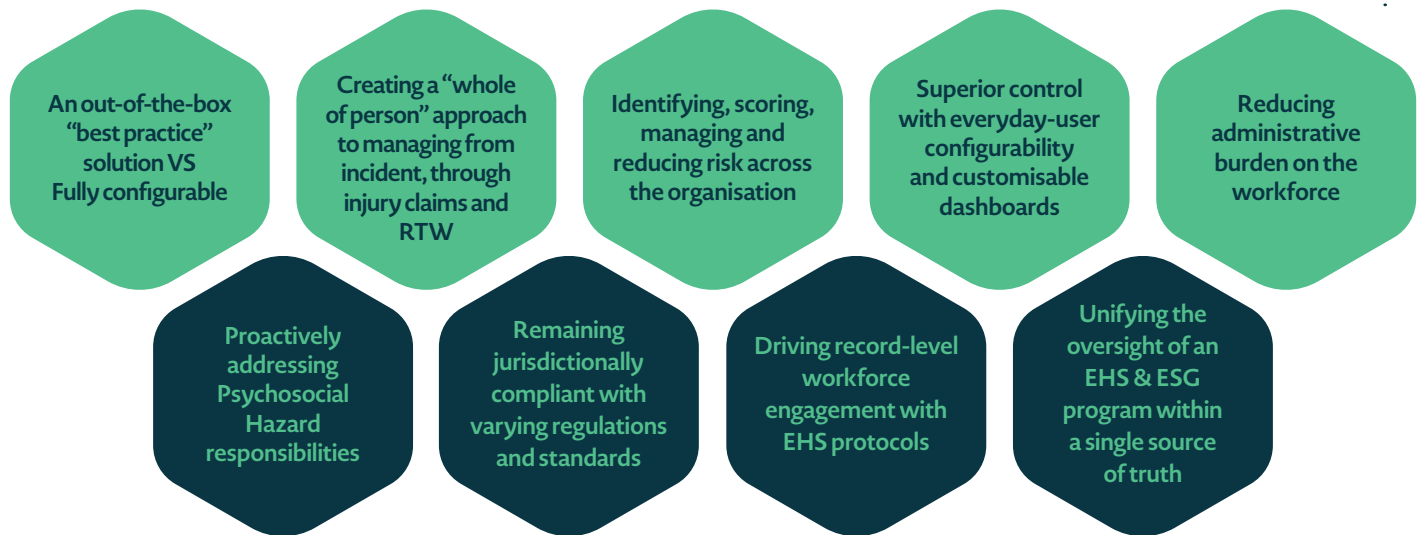 An out-of-the-box
“best practice”
solution VS
Fully configurable
Creating a “whole
of person” approach
to managing from
incident, through
injury claims and
RTW
Identifying, scoring,
managing and
reducing risk across
the organisation
Superior control
with everyday-user
configurability
and customisable
dashboards
Reducing
administrative
burden on the
workforce
Proactively
addressing
Psychosocial
Hazard
responsibilities
Remaining
jurisdictionally
compliant with
varying regulations
and standards
Driving record-level
workforce
engagement with
EHS protocols
Unifying the
oversight of an
EHS & ESG
program within
a single source
of truth